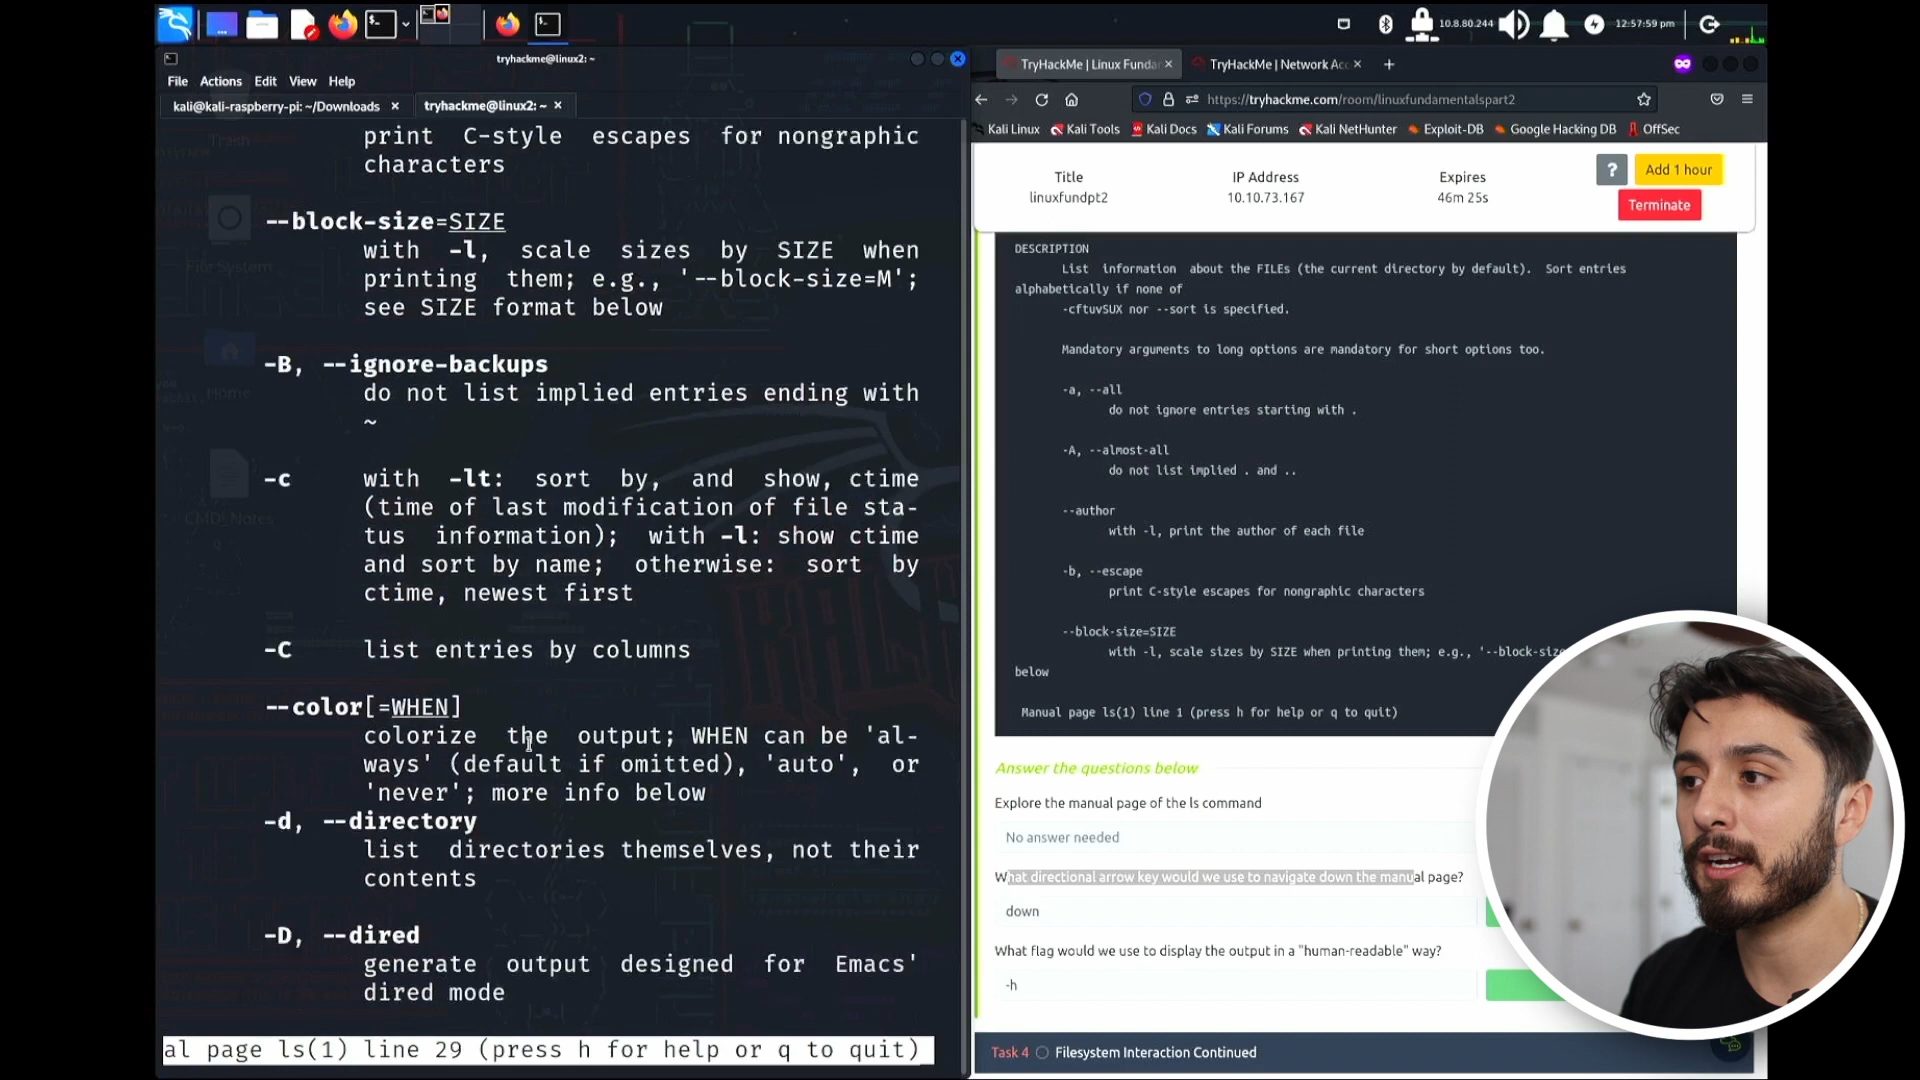 10.8.80.244
12:57:59 pm
tryhackme@linux2: ~
File Actions Edit View Help
kali@kali-raspberry-pi: ~/Downloads ×
tryhackme@linux2: ~ ×
print C-style escapes for nongraphic
characters
--block-size=SIZE
with -l, scale sizes by SIZE when
printing them; e.g., '--block-size=M';
see SIZE format below
-B, --ignore-backups
do not list implied entries ending with
~
-c with -lt: sort by, and show, ctime
(time of last modification of file sta-
tus information); with -l: show ctime
and sort by name; otherwise: sort by
ctime, newest first
-C list entries by columns
--color[=WHEN]
colorize the output; WHEN can be 'al-
ways' (default if omitted), 'auto', or
'never'; more info below
-d, --directory
list directories themselves, not their
contents
-D, --dired
generate output designed for Emacs'
dired mode
al page ls(1) line 29 (press h for help or q to quit)
Trash
File System
Home
CMD_Notes
TryHackMe | Linux Funda ×
TryHackMe | Network Acc ×
https://tryhackme.com/room/linuxfundamentalspart2
Kali Linux Kali Tools Kali Docs Kali Forums Kali NetHunter Exploit-DB Google Hacking DB OffSec
Title
linuxfundpt2
IP Address
10.10.73.167
Expires
46m 25s
?
Add 1 hour
Terminate
DESCRIPTION
List information about the FILEs (the current directory by default). Sort entries
alphabetically if none of
-cftuvSUX nor --sort is specified.
Mandatory arguments to long options are mandatory for short options too.
-a, --all
do not ignore entries starting with .
-A, --almost-all
do not list implied . and ..
--author
with -l, print the author of each file
-b, --escape
print C-style escapes for nongraphic characters
--block-size=SIZE
with -l, scale sizes by SIZE when printing them; e.g., '--block-size
below
Manual page ls(1) line 1 (press h for help or q to quit)
Answer the questions below
Explore the manual page of the ls command
No answer needed
What directional arrow key would we use to navigate down the manual page?
down
What flag would we use to display the output in a "human-readable" way?
-h
Task 4 Filesystem Interaction Continued